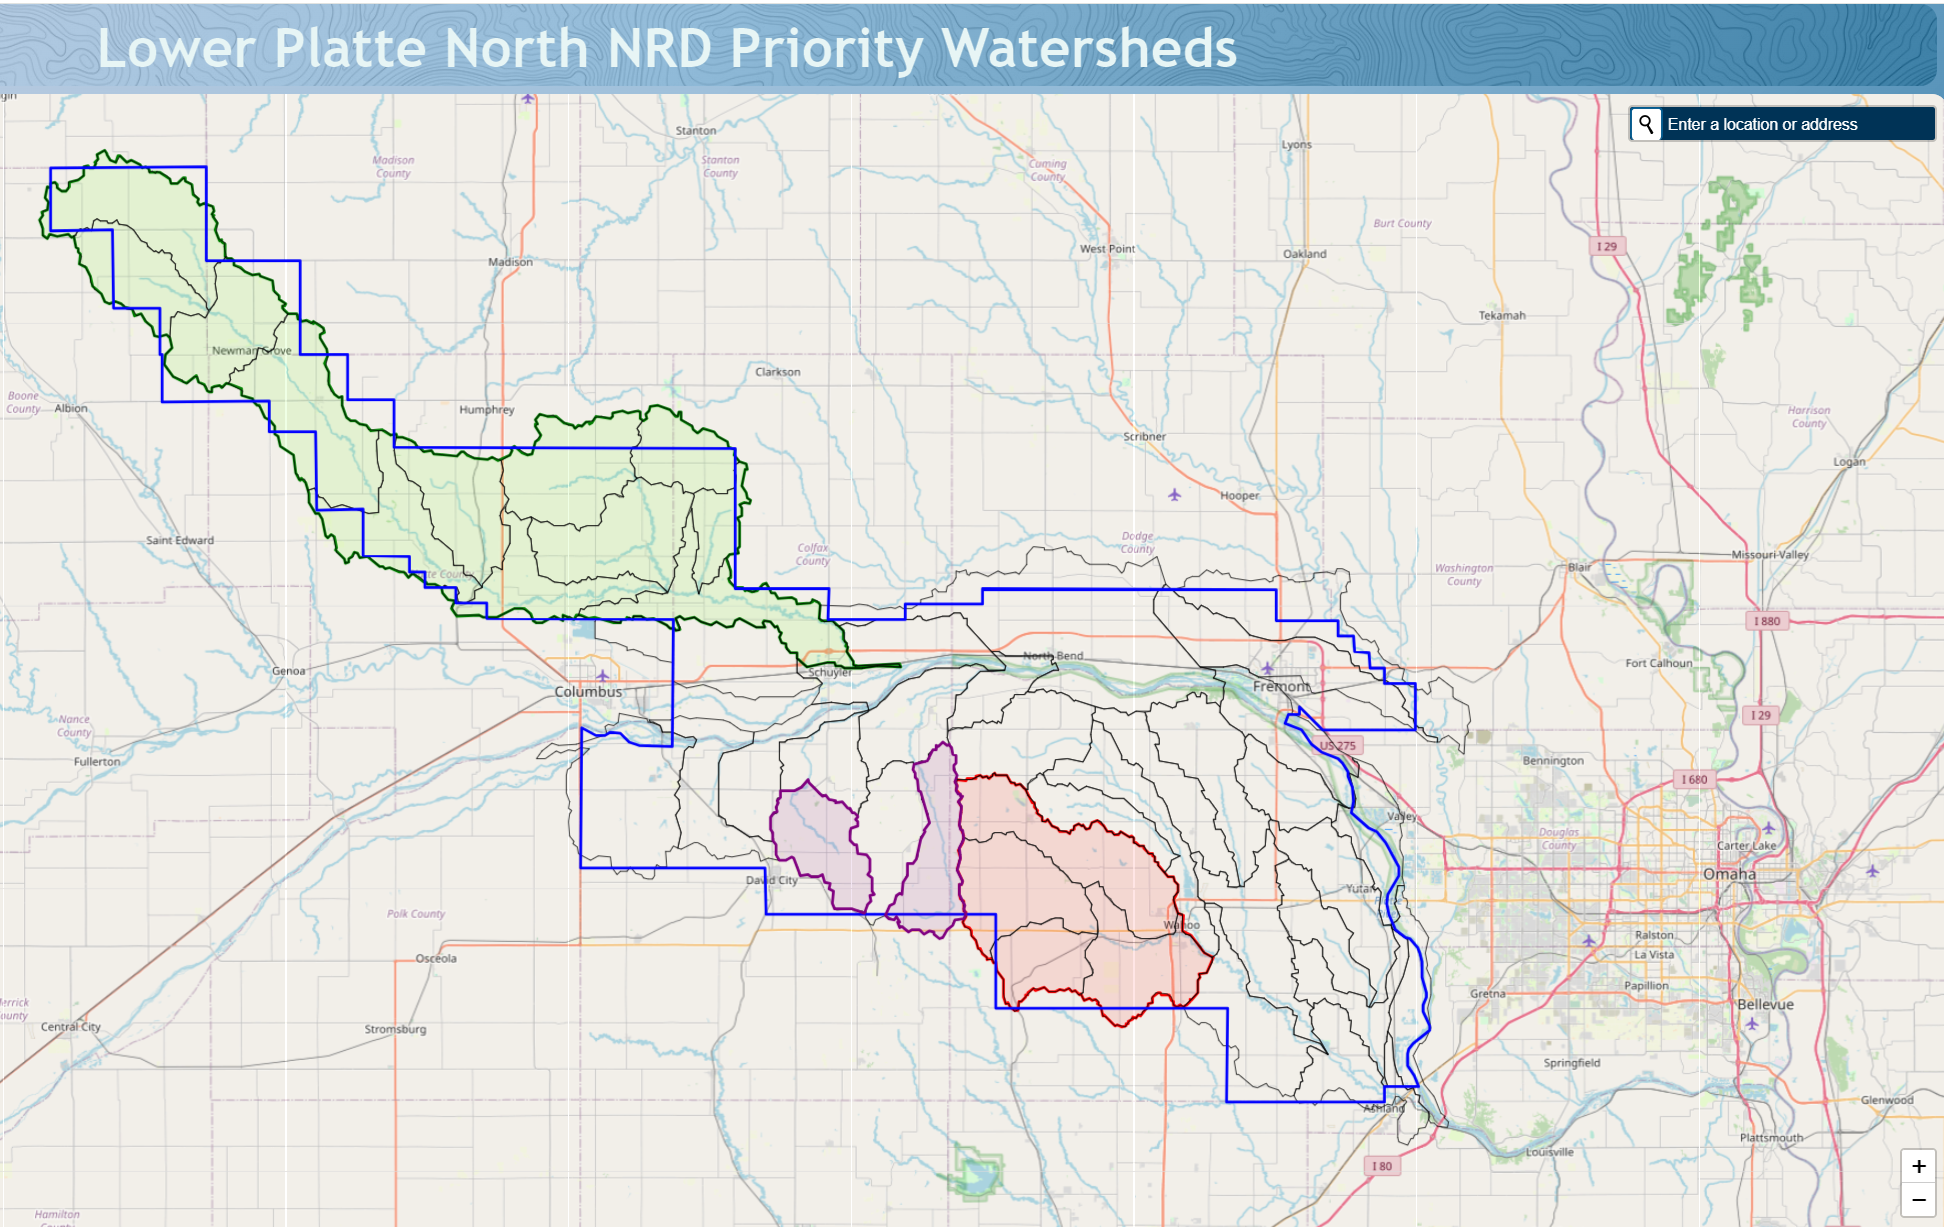 Lower Platte North NRD Priority Watersheds
Enter a location or address
Stanton
Lyons
Madison
County
Stanton
County
Cuming
County
Burt County
I 29
West Point
Oakland
Madison
Tekamah
Newman Grove
Clarkson
Boone
County
Albion
Humphrey
Harrison
County
Scribner
Logan
Hooper
Saint Edward
Colfax
County
Dodge
County
Missouri Valley
Washington
County
Blair
I 880
North Bend
Fort Calhoun
Genoa
Schuyler
Columbus
Fremont
Nance
County
I 29
US 275
Fullerton
Bennington
I 680
Valley
Douglas
County
Carter Lake
David City
Omaha
Yutan
Polk County
Wahoo
Ralston
La Vista
Osceola
Papillion
Gretna
Bellevue
County
Central City
Stromsburg
Springfield
Ashland
Glenwood
Plattsmouth
Louisville
I 80
Hamilton
County
+
−